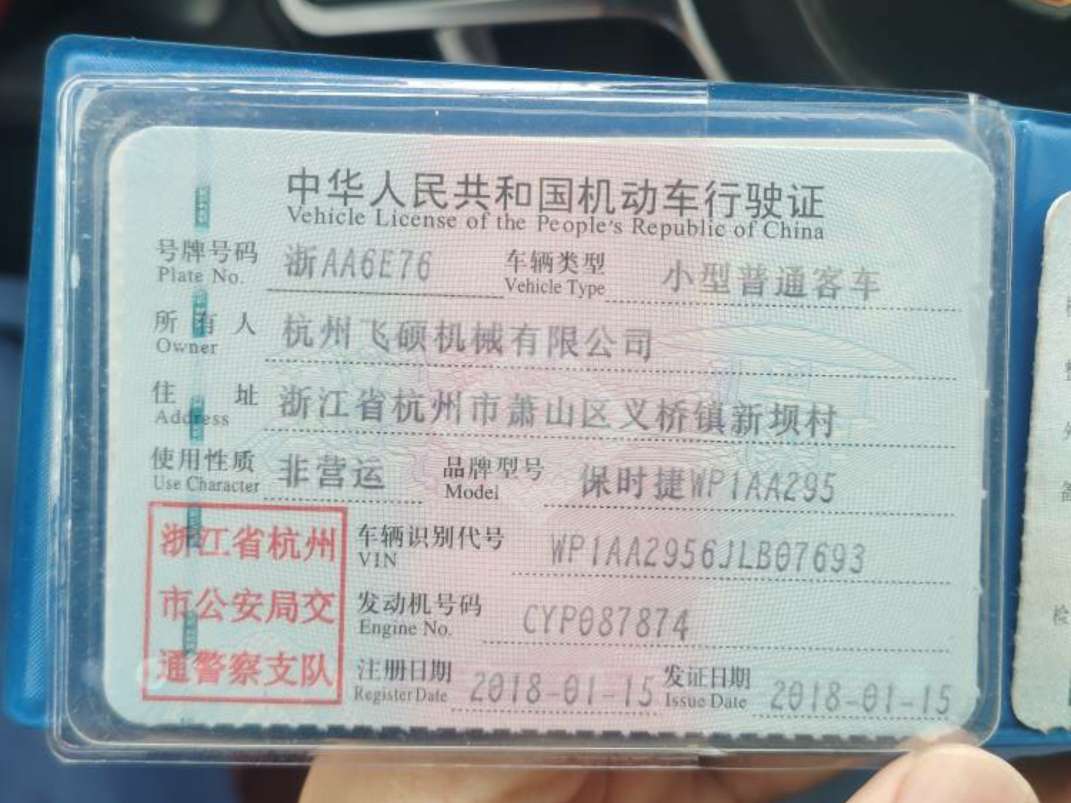 中华人民共和国机动车行驶证
Vehicle License of the People's Republic of China
号牌号码 浙AA6E76 车辆类型 小型普通客车
Plate No. Vehicle Type
所有人 杭州飞硕机械有限公司
Owner
住址 浙江省杭州市萧山区义桥镇新坝村
Address
使用性质 非营运 品牌型号 保时捷WP1AA295
Use Character Model
浙江省杭州 车辆识别代号 WP1AA2956JLB07693
VIN
市公安局交 发动机号码 CYP087874
Engine No.
通警察支队 注册日期 2018-01-15 发证日期 2018-01-15
Register Date Issue Date